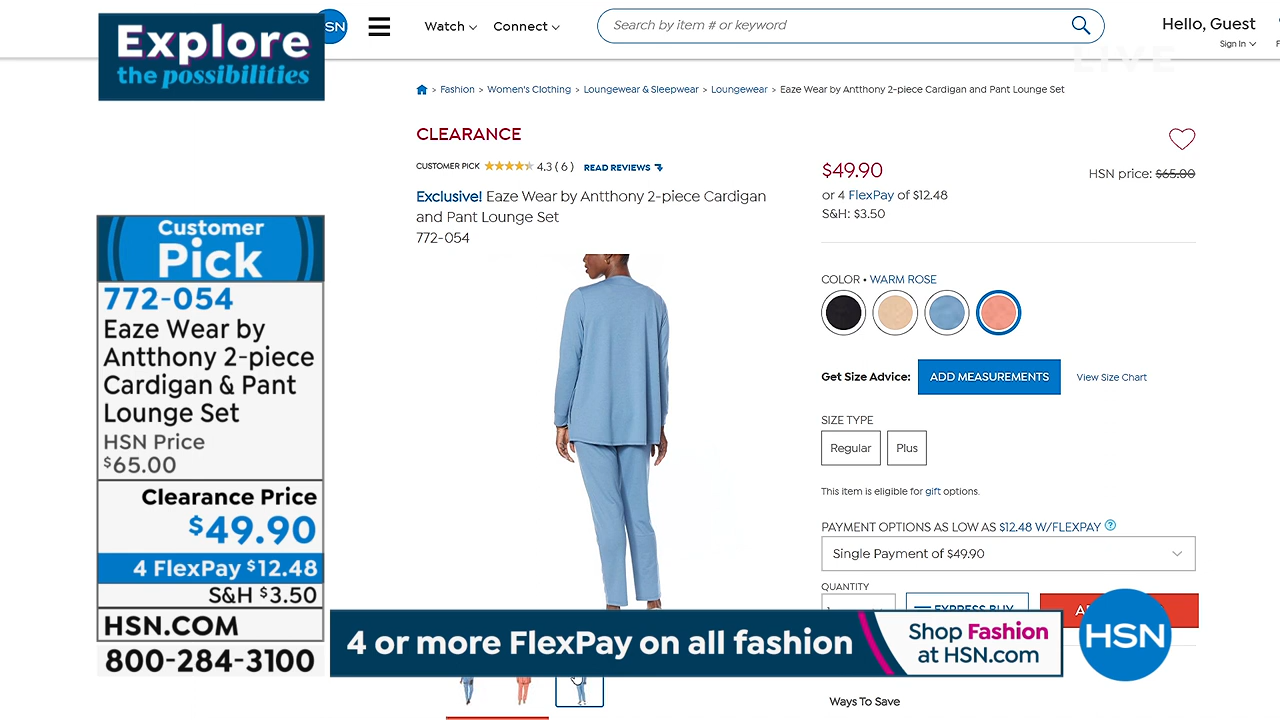 Explore
the possibilities
HSN
Watch
Connect
Search by item # or keyword
Hello, Guest
Sign In
LIVE
Fashion > Women's Clothing > Loungewear & Sleepwear > Loungewear > Eaze Wear by Antthony 2-piece Cardigan and Pant Lounge Set
CLEARANCE
CUSTOMER PICK 4.3 ( 6 ) READ REVIEWS
Exclusive! Eaze Wear by Antthony 2-piece Cardigan
and Pant Lounge Set
772-054
$49.90
HSN price: $65.00
or 4 FlexPay of $12.48
S&H: $3.50
COLOR • WARM ROSE
Get Size Advice: ADD MEASUREMENTS View Size Chart
SIZE TYPE
Regular Plus
This item is eligible for gift options.
PAYMENT OPTIONS AS LOW AS $12.48 W/FLEXPAY ?
Single Payment of $49.90
QUANTITY
EXPRESS BUY
Ways To Save
Customer
Pick
772-054
Eaze Wear by
Antthony 2-piece
Cardigan & Pant
Lounge Set
HSN Price
$65.00
Clearance Price
$49.90
4 FlexPay $12.48
S&H $3.50
HSN.COM
800-284-3100
4 or more FlexPay on all fashion
Shop Fashion
at HSN.com
HSN